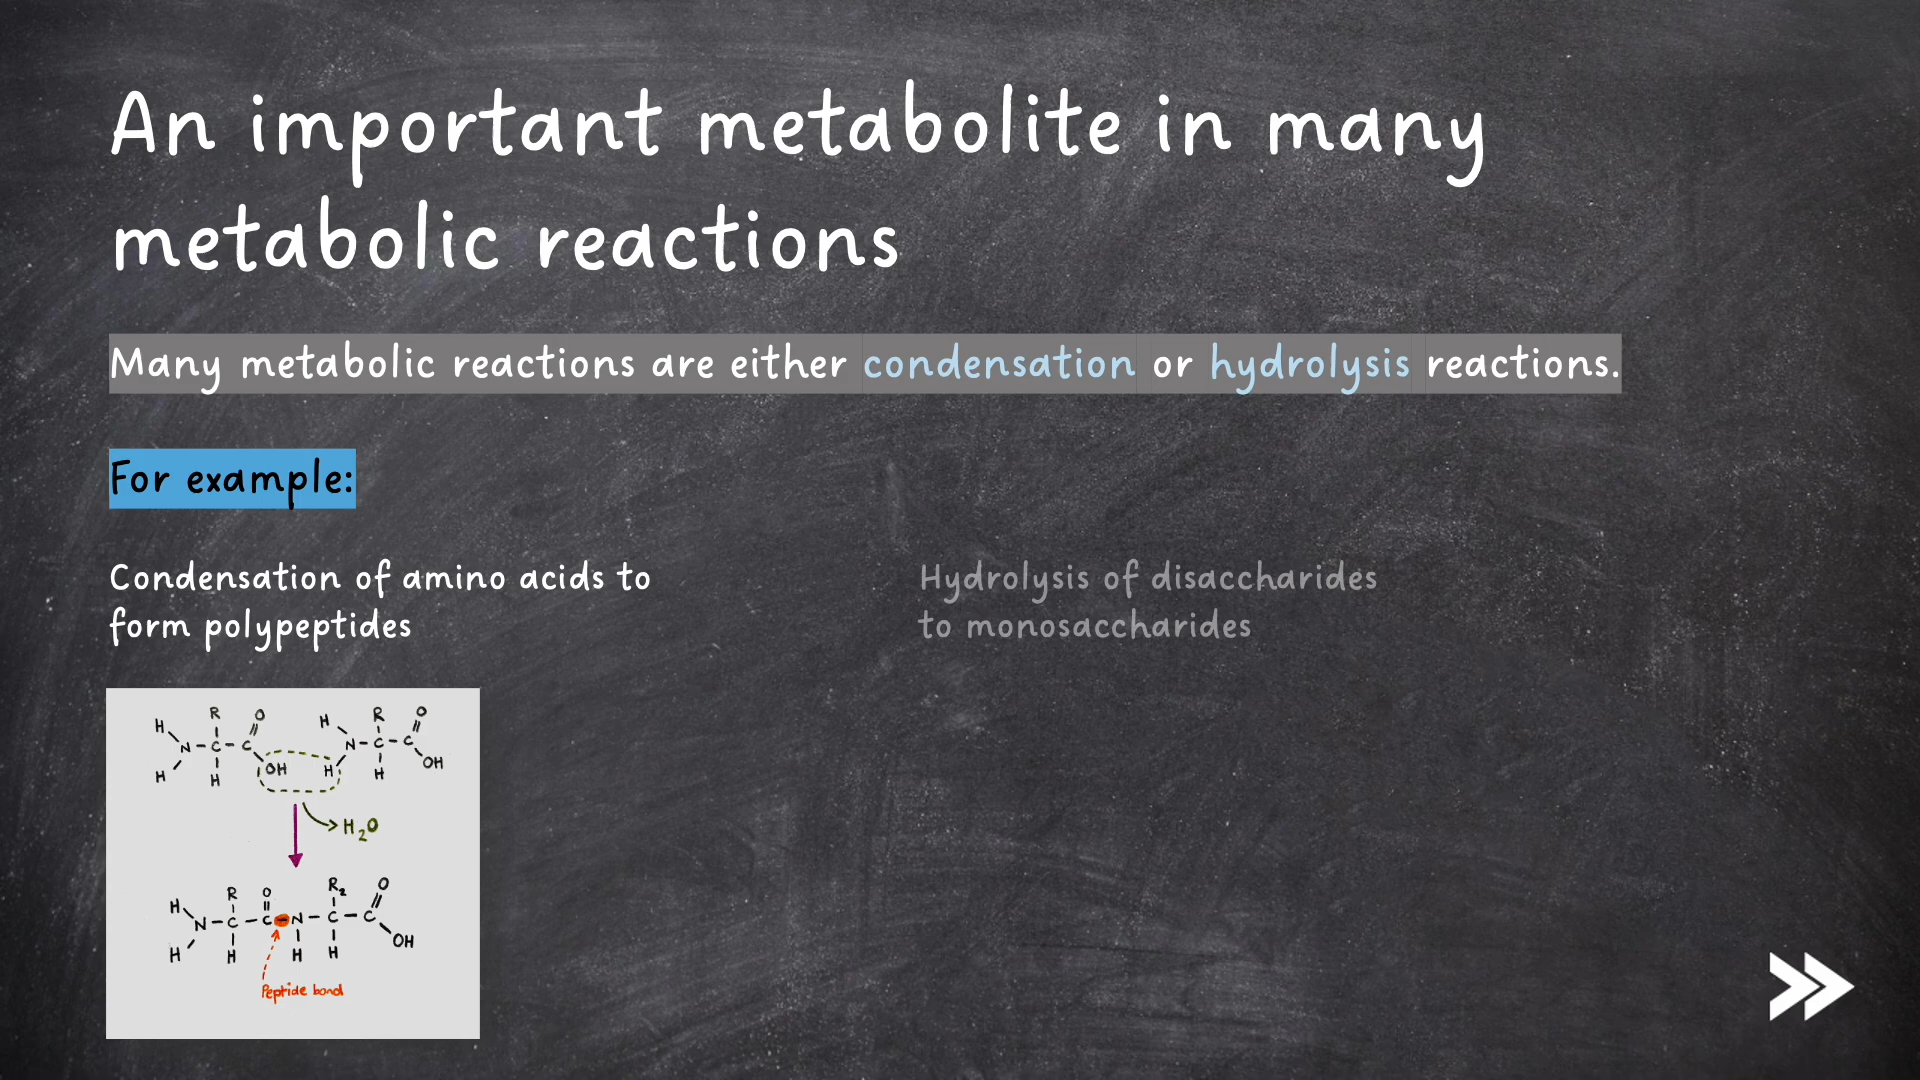 An important metabolite in many
metabolic reactions
Many metabolic reactions are either condensation or hydrolysis reactions.
For example:
Condensation of amino acids to
form polypeptides
Hydrolysis of disaccharides
to monosaccharides
R O R O
H H
N C C N C C
H H OH H H OH
H₂O
R O R₂ O
H
N C C N C C
H H H H OH
Peptide bond